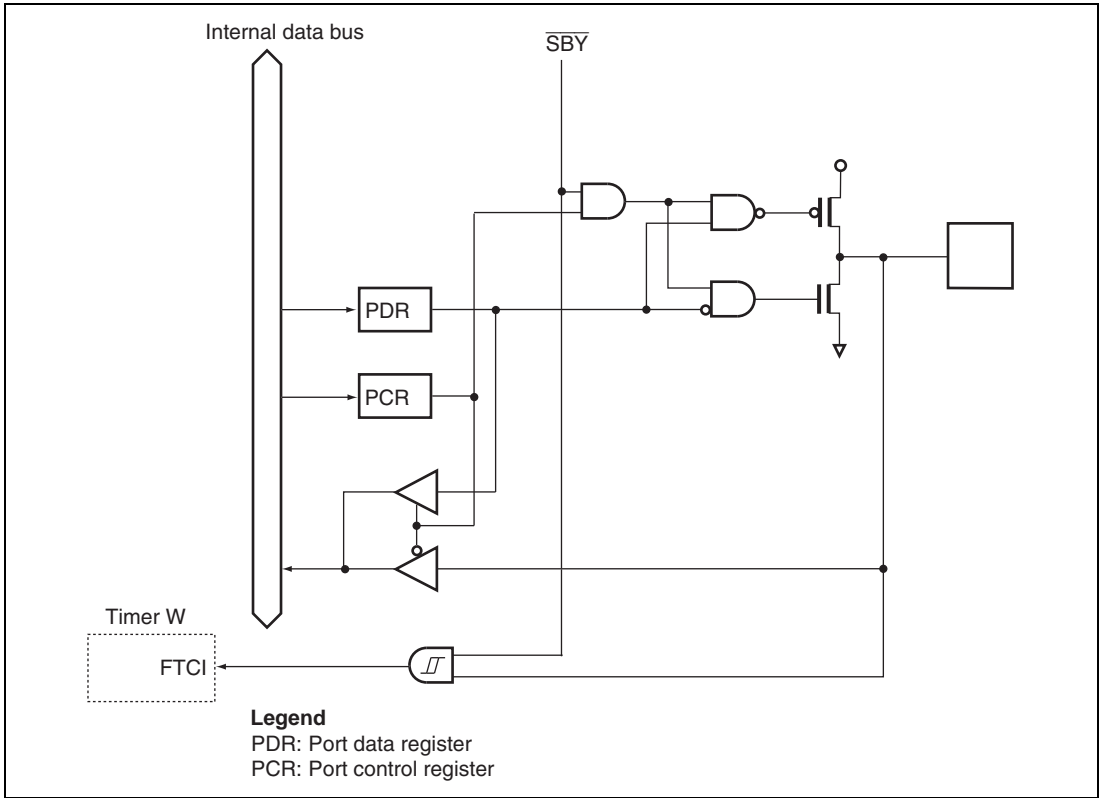 Internal data bus
SBY
PDR
PCR
Timer W
FTCI
Legend
PDR: Port data register
PCR: Port control register